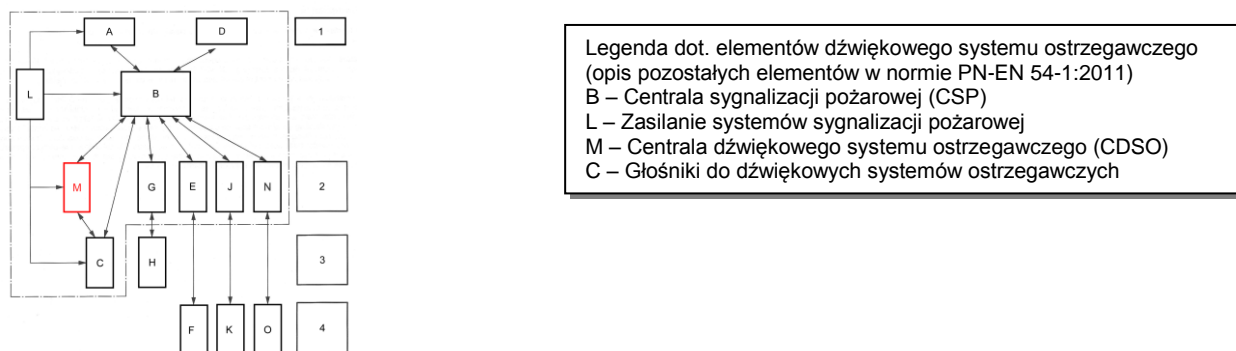 A D 1
L B
M G E J N 2
C H 3
F K O 4
Legenda dot. elementów dźwiękowego systemu ostrzegawczego
(opis pozostałych elementów w normie PN-EN 54-1:2011)
B – Centrala sygnalizacji pożarowej (CSP)
L – Zasilanie systemów sygnalizacji pożarowej
M – Centrala dźwiękowego systemu ostrzegawczego (CDSO)
C – Głośniki do dźwiękowych systemów ostrzegawczych